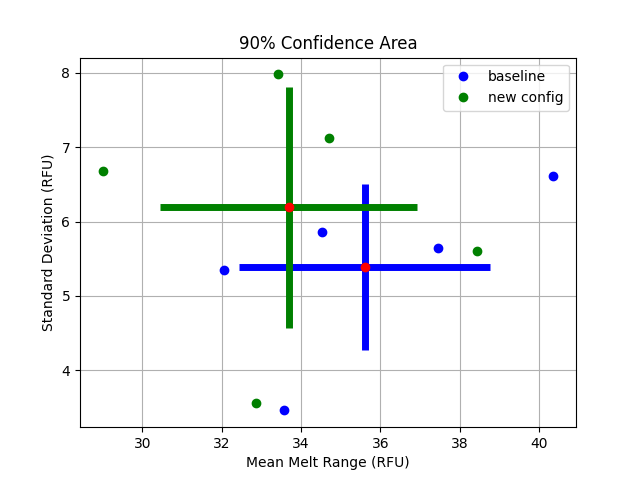 90% Confidence Area
baseline
new config
8
7
6
5
4
Standard Deviation (RFU)
30 32 34 36 38 40
Mean Melt Range (RFU)